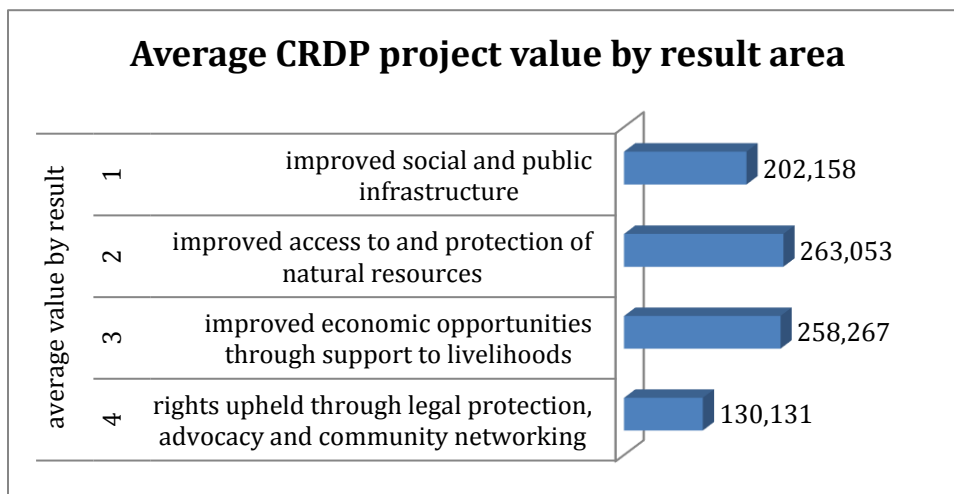 Average CRDP project value by result area
average value by result
1
improved social and public
infrastructure
202,158
2
improved access to and protection of
natural resources
263,053
3
improved economic opportunities
through support to livelihoods
258,267
4
rights upheld through legal protection,
advocacy and community networking
130,131